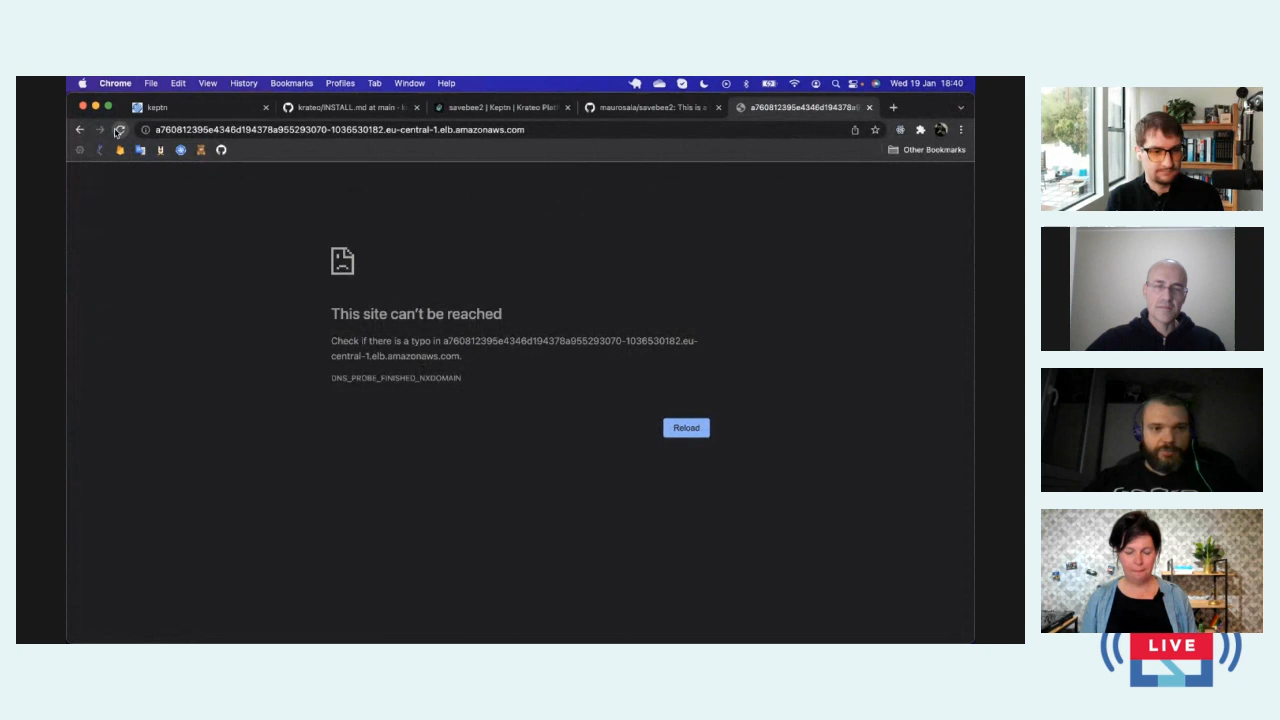 Chrome File Edit View History Bookmarks Profiles Tab Window Help Wed 19 Jan 18:40
keptn krateo/INSTALL.md at main · k savebee2 | Keptn | Krateo Plat maurosala/savebee2: This is a a760812395e4346d194378a8
a760812395e4346d194378a955293070-1036530182.eu-central-1.elb.amazonaws.com
Other Bookmarks
This site can't be reached
Check if there is a typo in a760812395e4346d194378a955293070-1036530182.eu-
central-1.elb.amazonaws.com.
DNS_PROBE_FINISHED_NXDOMAIN
Reload
LIVE